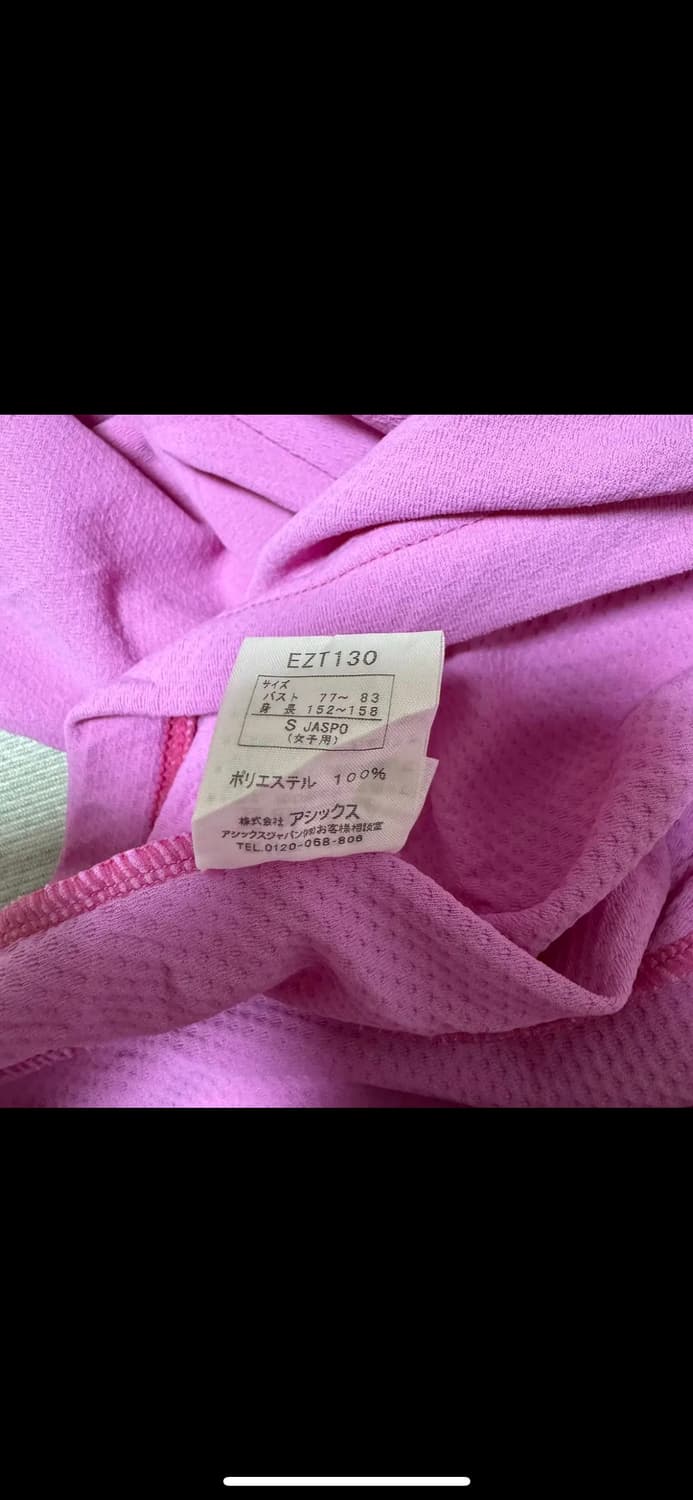 EZT130
サイズ
バスト 77～ 83
身 長 152～158
S JASPO
(女子用)
ポリエステル 100%
株式会社 アシックス
アシックスジャパン(株)お客様相談室
TEL.0120-068-806